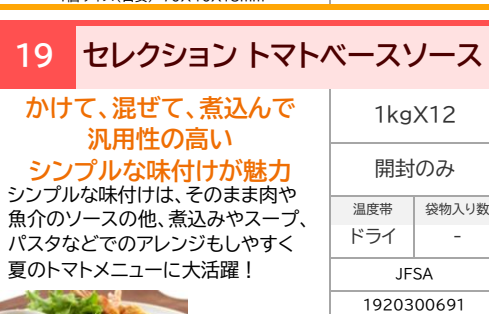 19 セレクション トマトベースソース
かけて、混ぜて、煮込んで
汎用性の高い
シンプルな味付けが魅力
シンプルな味付けは、そのまま肉や
魚介のソースの他、煮込みやスープ、
パスタなどでのアレンジもしやすく
夏のトマトメニューに大活躍！
1kgX12
開封のみ
温度帯 袋物入り数
ドライ -
JFSA
1920300691